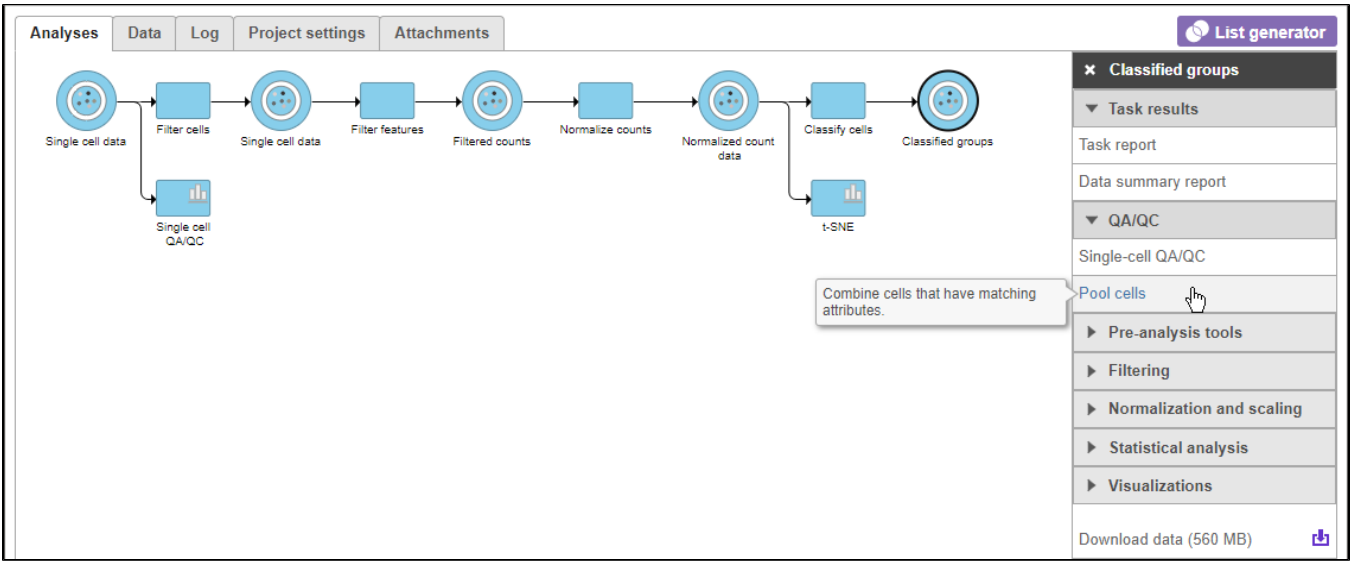 Analyses
Data
Log
Project settings
Attachments
List generator
Single cell data
Filter cells
Single cell data
Filter features
Filtered counts
Normalize counts
Normalized count
data
Classify cells
Classified groups
Single cell
QA/QC
t-SNE
Combine cells that have matching
attributes.
Classified groups
Task results
Task report
Data summary report
QA/QC
Single-cell QA/QC
Pool cells
Pre-analysis tools
Filtering
Normalization and scaling
Statistical analysis
Visualizations
Download data (560 MB)